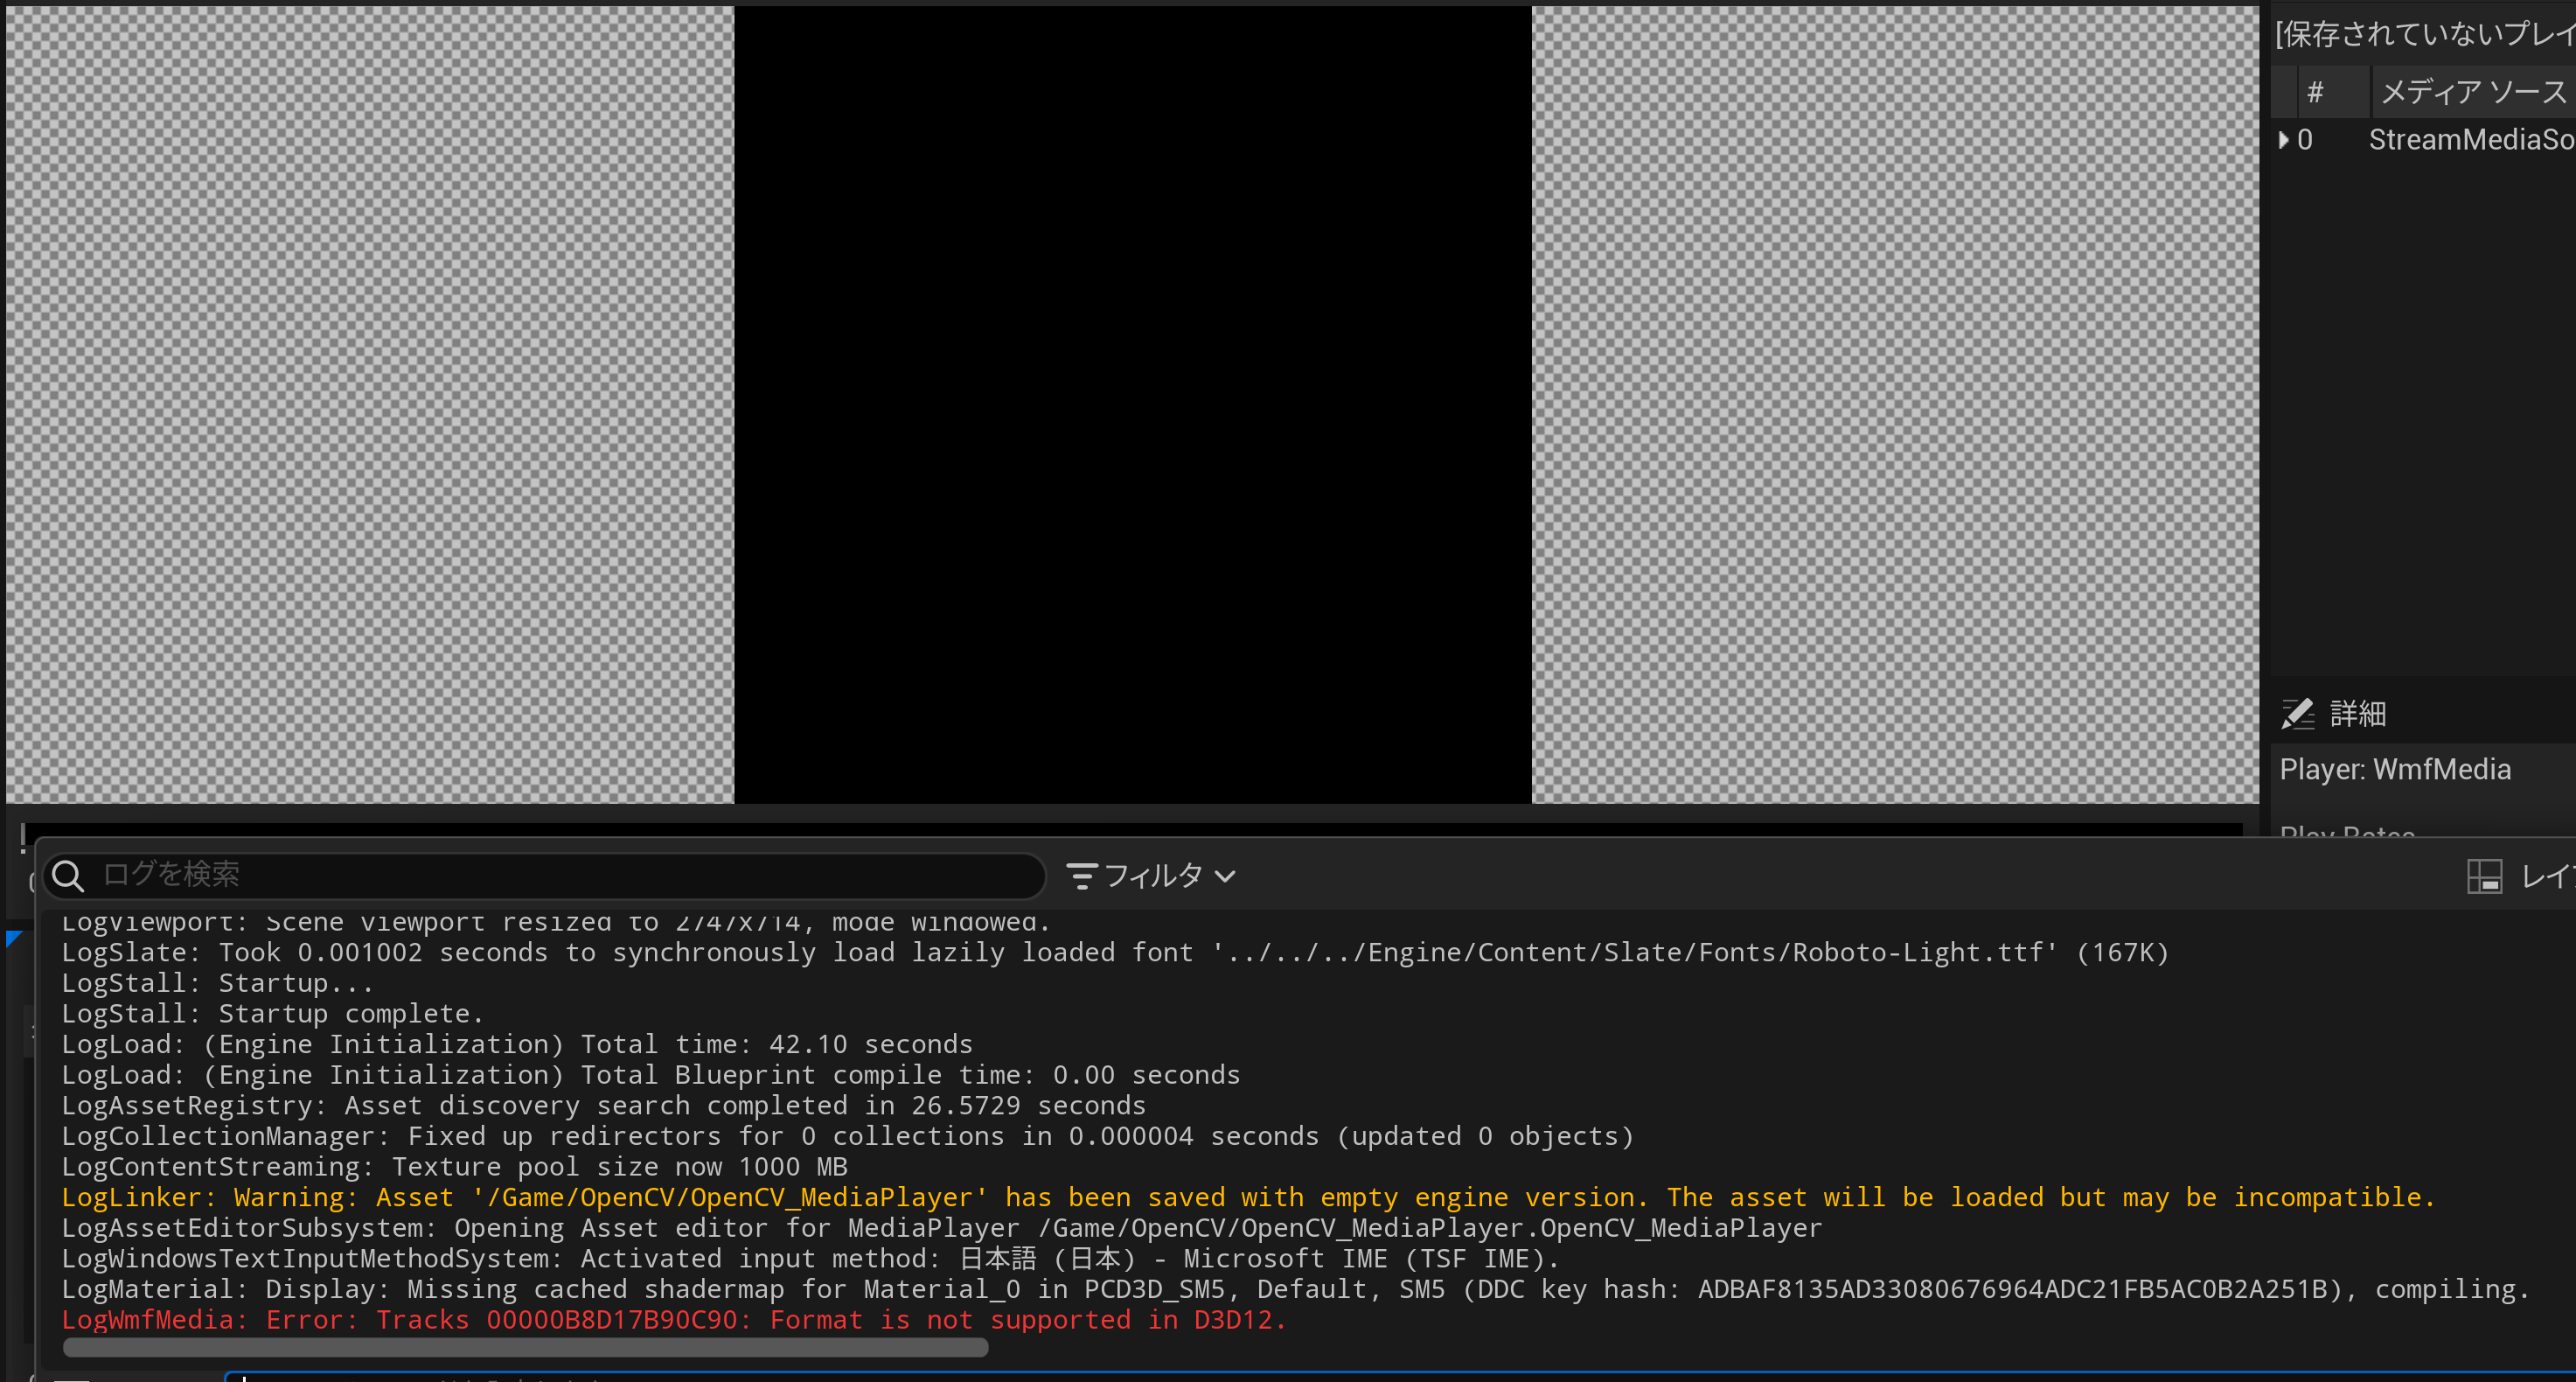 [保存されていないプレイ
# メディア ソース
0 StreamMediaSo
詳細
Player: WmfMedia
Play Rates
ログを検索
フィルタ
レイ
LogViewport: Scene viewport resized to 2747x714, mode windowed.
LogSlate: Took 0.001002 seconds to synchronously load lazily loaded font '../../../Engine/Content/Slate/Fonts/Roboto-Light.ttf' (167K)
LogStall: Startup...
LogStall: Startup complete.
LogLoad: (Engine Initialization) Total time: 42.10 seconds
LogLoad: (Engine Initialization) Total Blueprint compile time: 0.00 seconds
LogAssetRegistry: Asset discovery search completed in 26.5729 seconds
LogCollectionManager: Fixed up redirectors for 0 collections in 0.000004 seconds (updated 0 objects)
LogContentStreaming: Texture pool size now 1000 MB
LogLinker: Warning: Asset '/Game/OpenCV/OpenCV_MediaPlayer' has been saved with empty engine version. The asset will be loaded but may be incompatible.
LogAssetEditorSubsystem: Opening Asset editor for MediaPlayer /Game/OpenCV/OpenCV_MediaPlayer.OpenCV_MediaPlayer
LogWindowsTextInputMethodSystem: Activated input method: 日本語 (日本) - Microsoft IME (TSF IME).
LogMaterial: Display: Missing cached shadermap for Material_0 in PCD3D_SM5, Default, SM5 (DDC key hash: ADBAF8135AD33080676964ADC21FB5AC0B2A251B), compiling.
LogWmfMedia: Error: Tracks 00000B8D17B90C90: Format is not supported in D3D12.